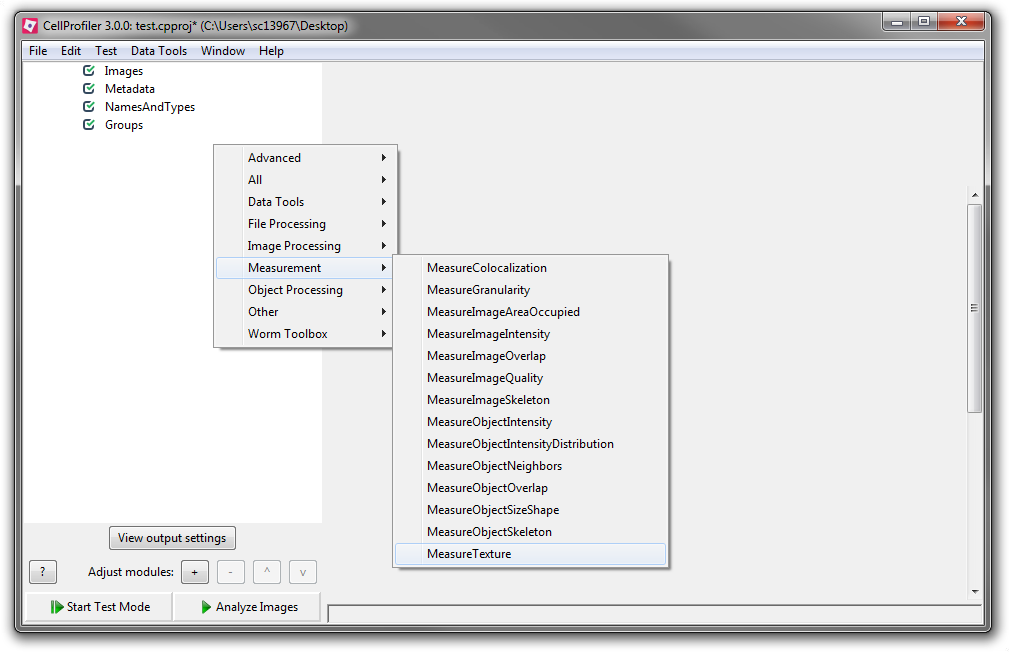 CellProfiler 3.0.0: test.cpproj* (C:\Users\sc13967\Desktop)
File Edit Test Data Tools Window Help
Images
Metadata
NamesAndTypes
Groups
Advanced
All
Data Tools
File Processing
Image Processing
Measurement
Object Processing
Other
Worm Toolbox
MeasureColocalization
MeasureGranularity
MeasureImageAreaOccupied
MeasureImageIntensity
MeasureImageOverlap
MeasureImageQuality
MeasureImageSkeleton
MeasureObjectIntensity
MeasureObjectIntensityDistribution
MeasureObjectNeighbors
MeasureObjectOverlap
MeasureObjectSizeShape
MeasureObjectSkeleton
MeasureTexture
View output settings
? Adjust modules: + - ^ v
Start Test Mode Analyze Images